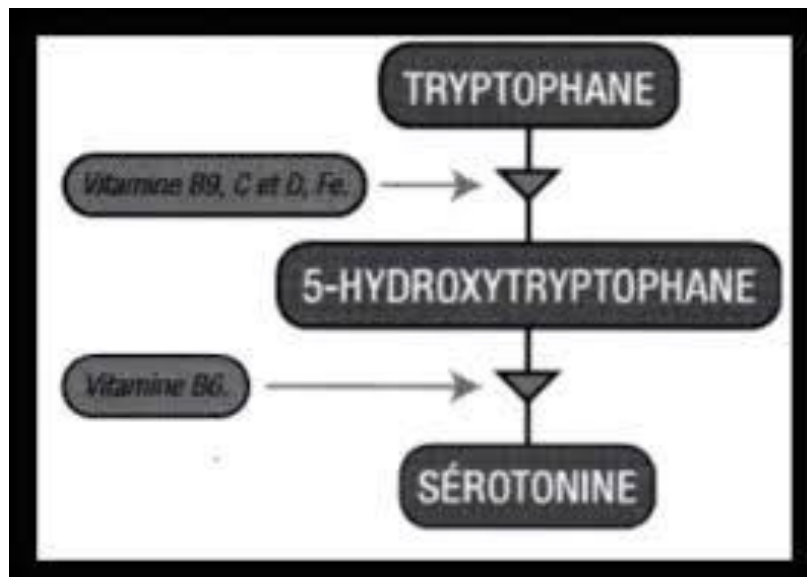 TRYPTOPHANE
Vitamine B9, C et D, Fe.
5-HYDROXYTRYPTOPHANE
Vitamine B6.
SÉROTONINE